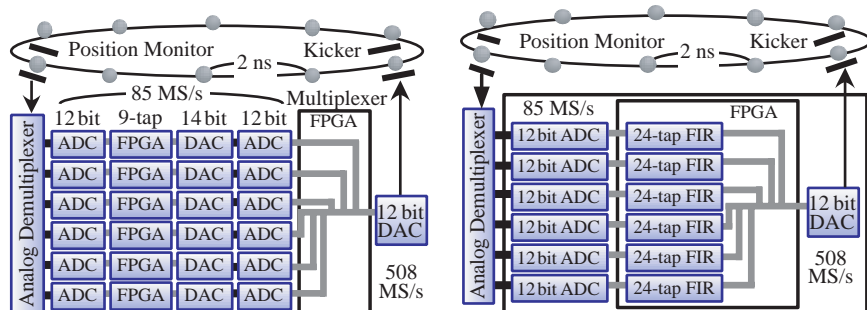 Position Monitor
Kicker
2 ns
85 MS/s
Multiplexer
12 bit
9-tap
14 bit
12 bit
FPGA
Analog Demultiplexer
ADC FPGA DAC ADC
ADC FPGA DAC ADC
ADC FPGA DAC ADC
ADC FPGA DAC ADC
ADC FPGA DAC ADC
ADC FPGA DAC ADC
12 bit
DAC
508
MS/s
Position Monitor
Kicker
2 ns
85 MS/s
FPGA
Analog Demultiplexer
12 bit ADC 24-tap FIR
12 bit ADC 24-tap FIR
12 bit ADC 24-tap FIR
12 bit ADC 24-tap FIR
12 bit ADC 24-tap FIR
12 bit ADC 24-tap FIR
12 bit
DAC
508
MS/s